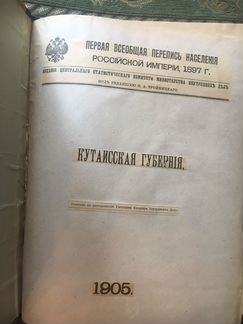 ПЕРВАЯ ВСЕОБЩАЯ ПЕРЕПИСЬ НАСЕЛЕНІЯ
РОССІЙСКОЙ ИМПЕРІИ, 1897 Г.
ИЗДАНІЕ ЦЕНТРАЛЬНАГО СТАТИСТИЧЕСКАГО КОМИТЕТА МИНИСТЕРСТВА ВНУТРЕННИХЪ ДѢЛЪ
ПОДЪ РЕДАКЦІЕЮ Н. А. ТРОЙНИЦКАГО
КУТАИССКАЯ ГУБЕРНІЯ.
1905.